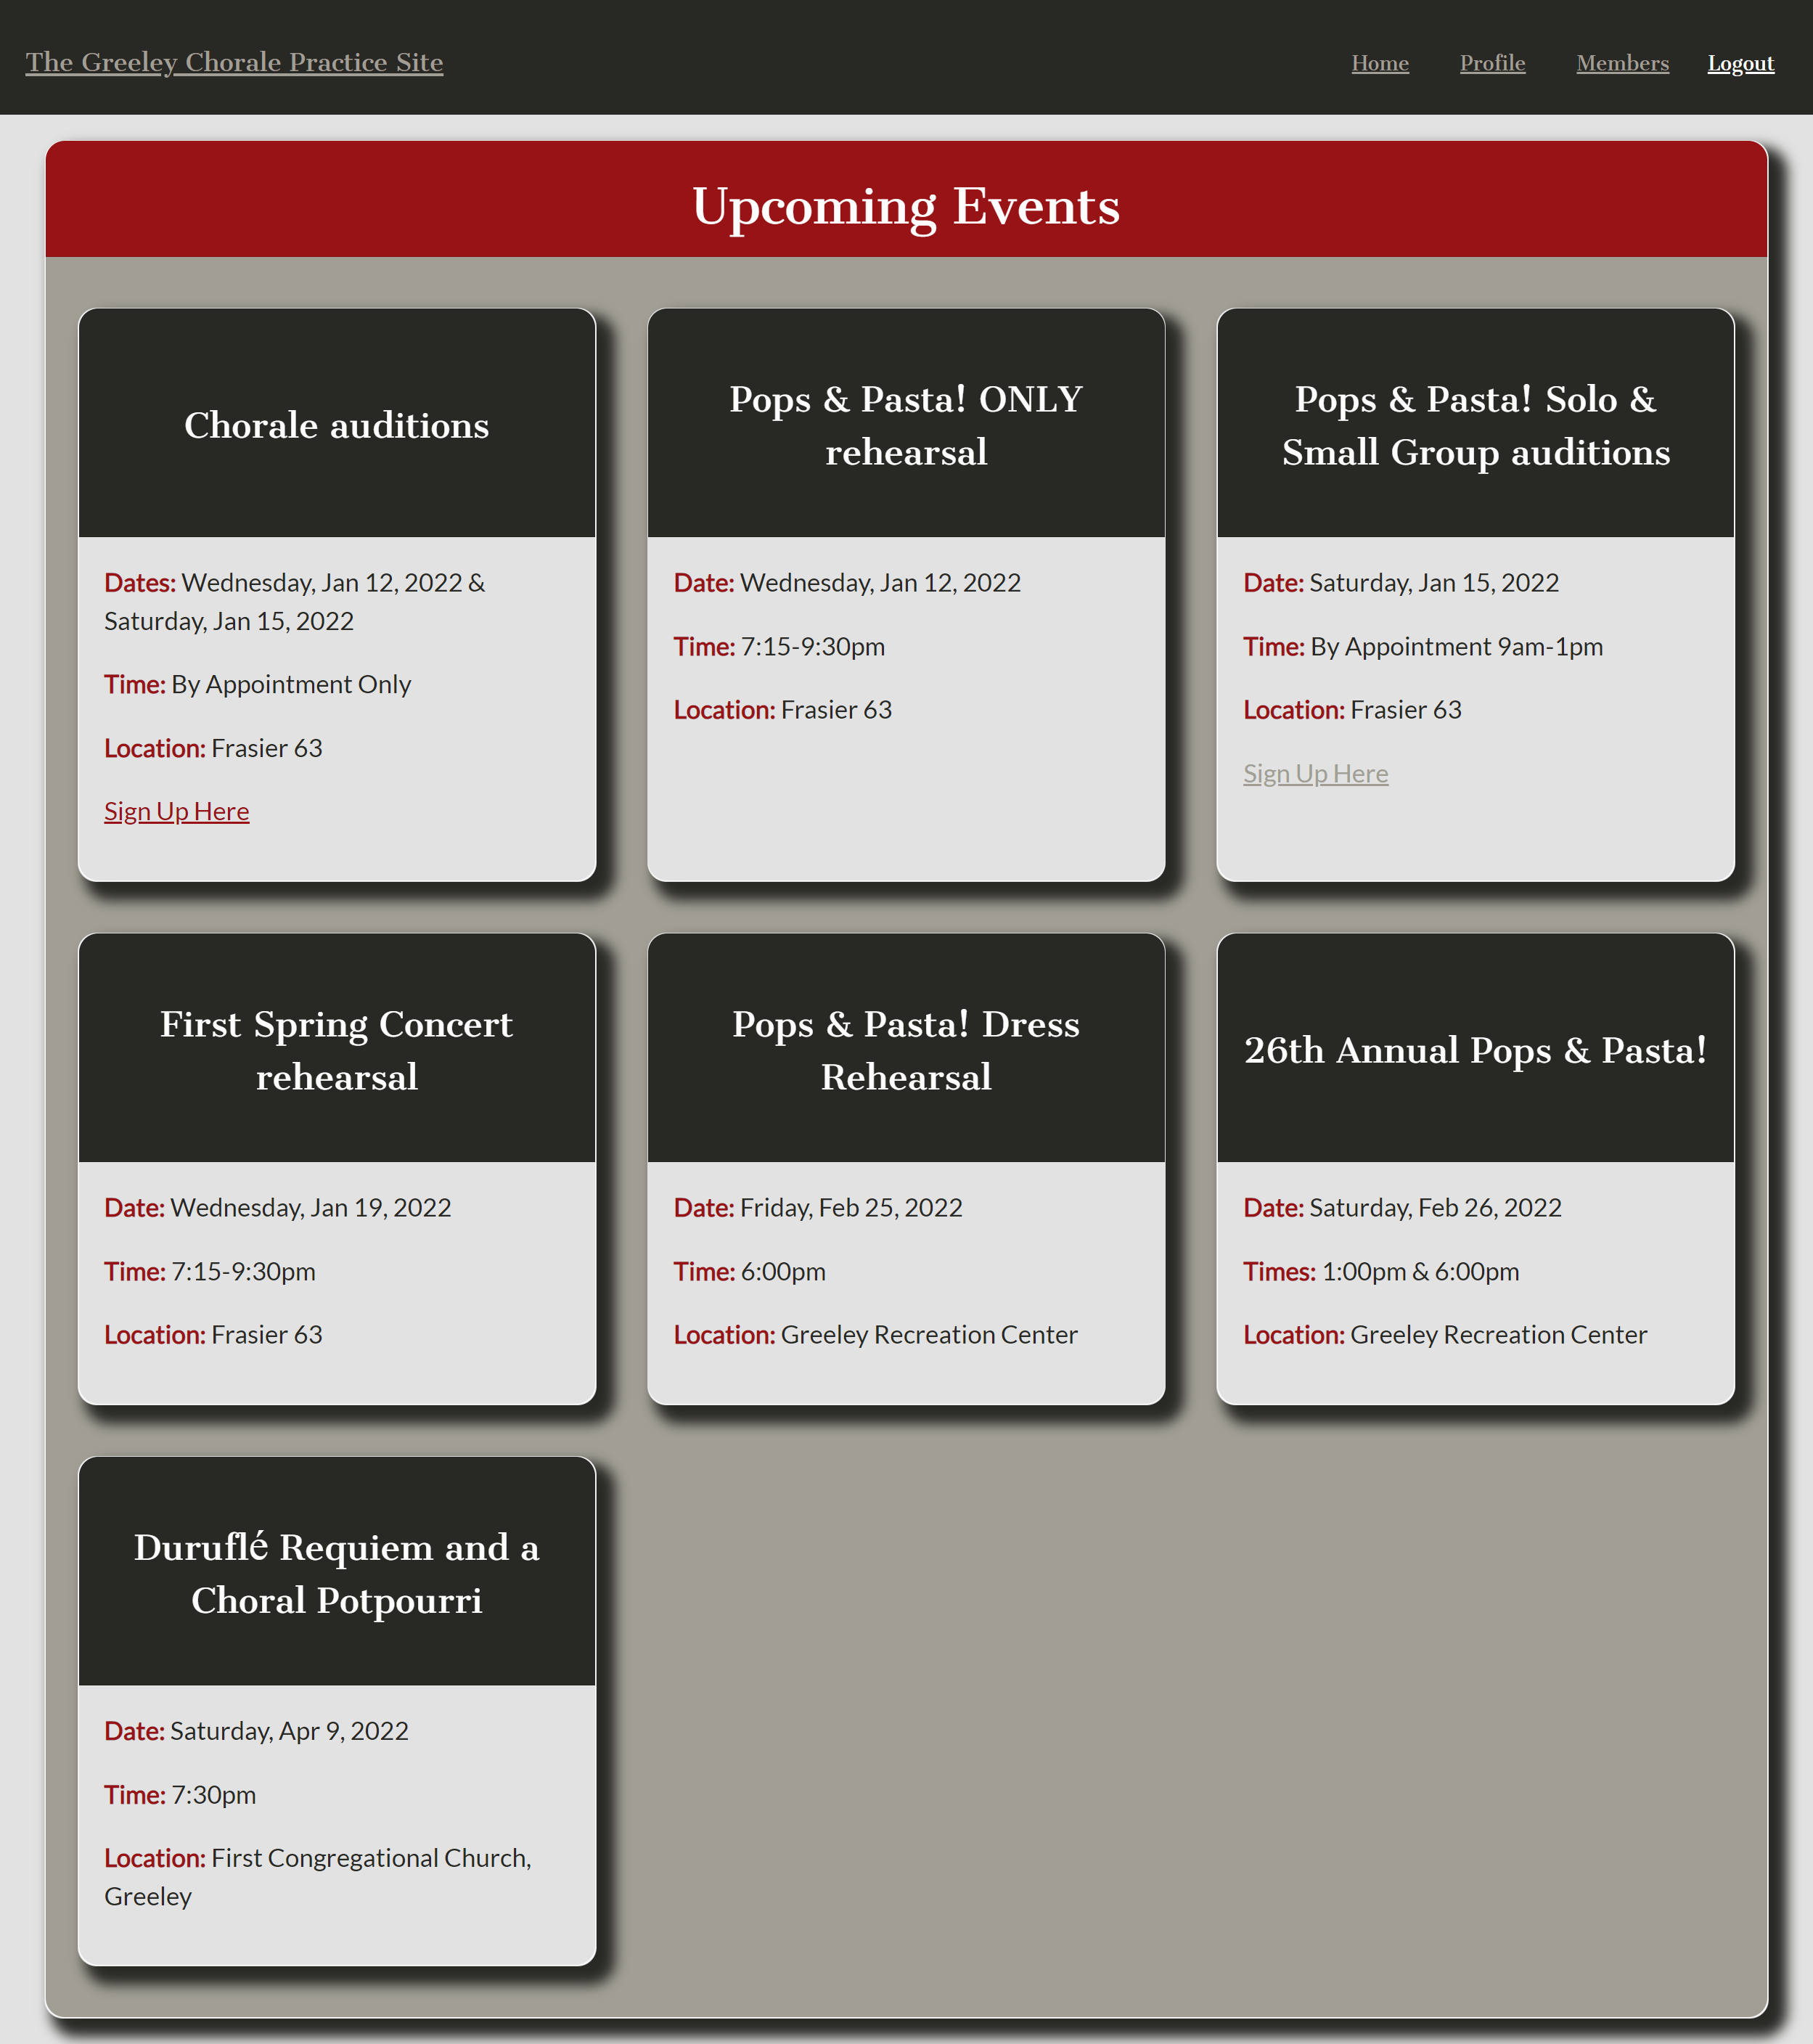 The Greeley Chorale Practice Site
Home Profile Members Logout
Upcoming Events
Chorale auditions
Dates: Wednesday, Jan 12, 2022 &
Saturday, Jan 15, 2022
Time: By Appointment Only
Location: Frasier 63
Sign Up Here
Pops & Pasta! ONLY
rehearsal
Date: Wednesday, Jan 12, 2022
Time: 7:15-9:30pm
Location: Frasier 63
Pops & Pasta! Solo &
Small Group auditions
Date: Saturday, Jan 15, 2022
Time: By Appointment 9am-1pm
Location: Frasier 63
Sign Up Here
First Spring Concert
rehearsal
Date: Wednesday, Jan 19, 2022
Time: 7:15-9:30pm
Location: Frasier 63
Pops & Pasta! Dress
Rehearsal
Date: Friday, Feb 25, 2022
Time: 6:00pm
Location: Greeley Recreation Center
26th Annual Pops & Pasta!
Date: Saturday, Feb 26, 2022
Times: 1:00pm & 6:00pm
Location: Greeley Recreation Center
Duruflé Requiem and a
Choral Potpourri
Date: Saturday, Apr 9, 2022
Time: 7:30pm
Location: First Congregational Church,
Greeley